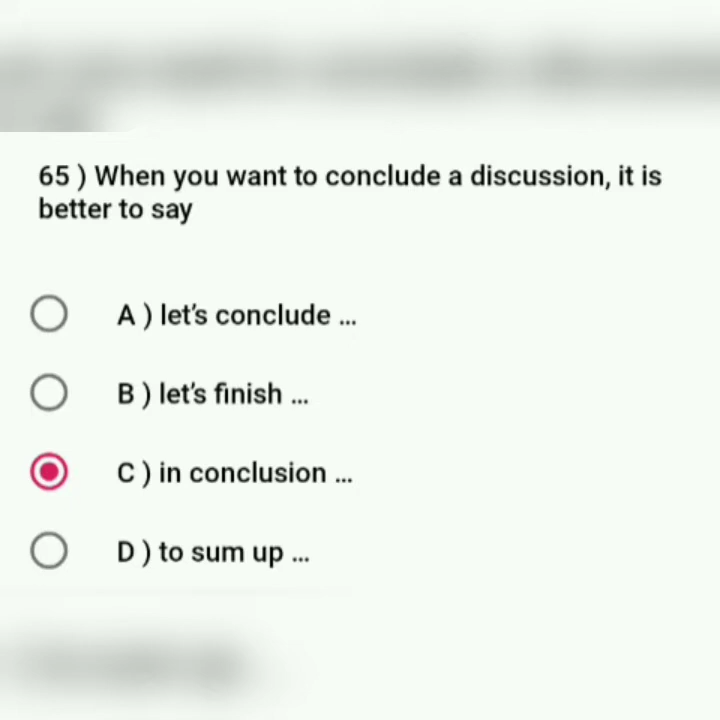 65 ) When you want to conclude a discussion, it is
better to say
A ) let's conclude ...
B ) let's finish ...
C ) in conclusion ...
D ) to sum up ...